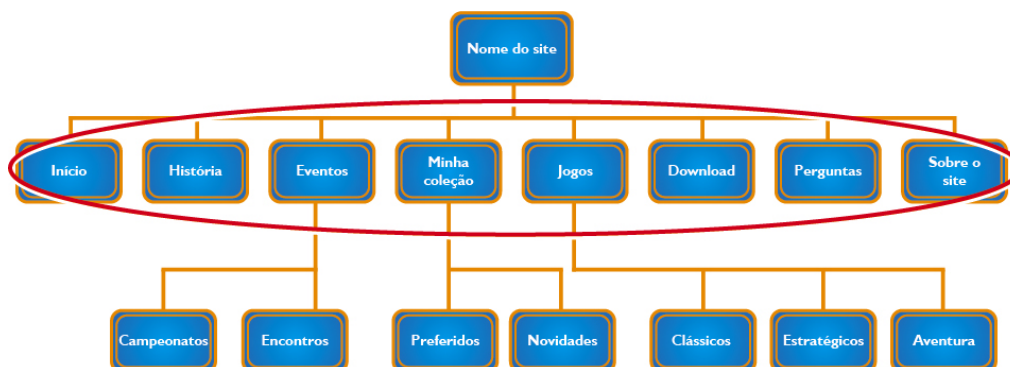 Nome do site
Início
História
Eventos
Minha
coleção
Jogos
Download
Perguntas
Sobre o
site
Campeonatos
Encontros
Preferidos
Novidades
Clássicos
Estratégicos
Aventura